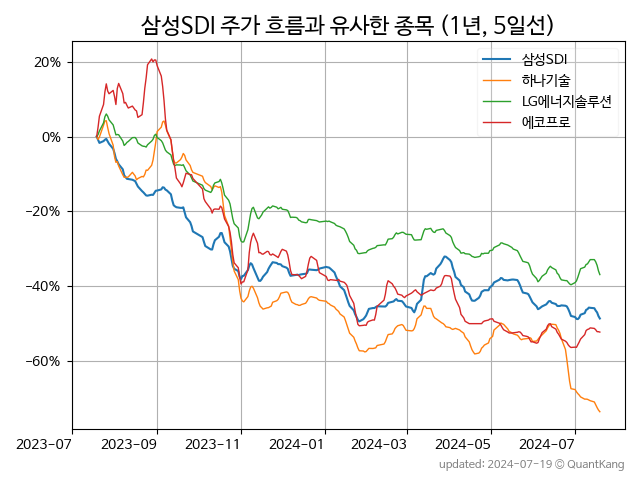 삼성SDI 주가 흐름과 유사한 종목 (1년, 5일선)
삼성SDI
하나기술
LG에너지솔루션
에코프로
20%
0%
−20%
−40%
−60%
2023-07 2023-09 2023-11 2024-01 2024-03 2024-05 2024-07
updated: 2024-07-19 © QuantKang